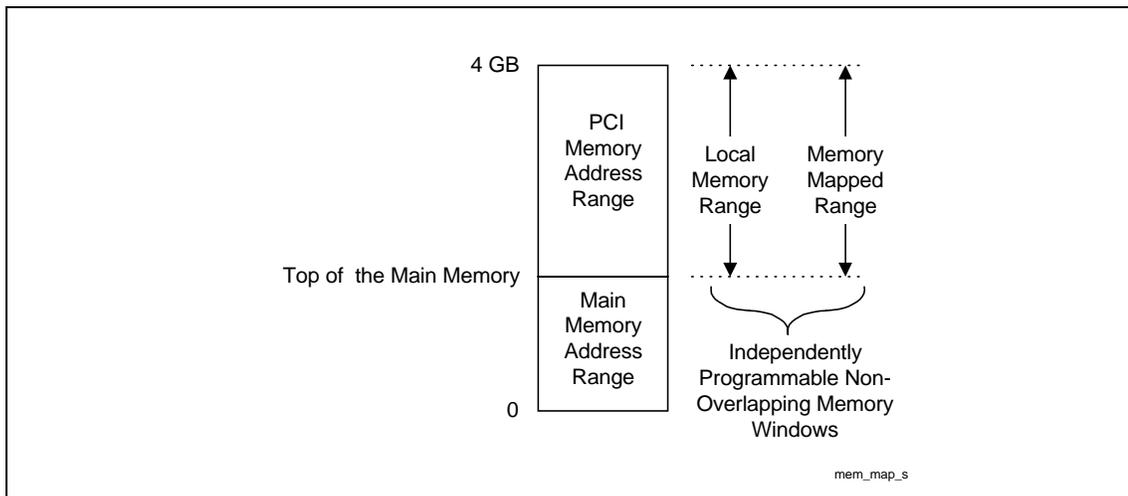 4 GB
PCI
Memory
Address
Range
Local
Memory
Range
Memory
Mapped
Range
Top of the Main Memory
Main
Memory
Address
Range
0
Independently
Programmable Non-
Overlapping Memory
Windows
mem_map_s